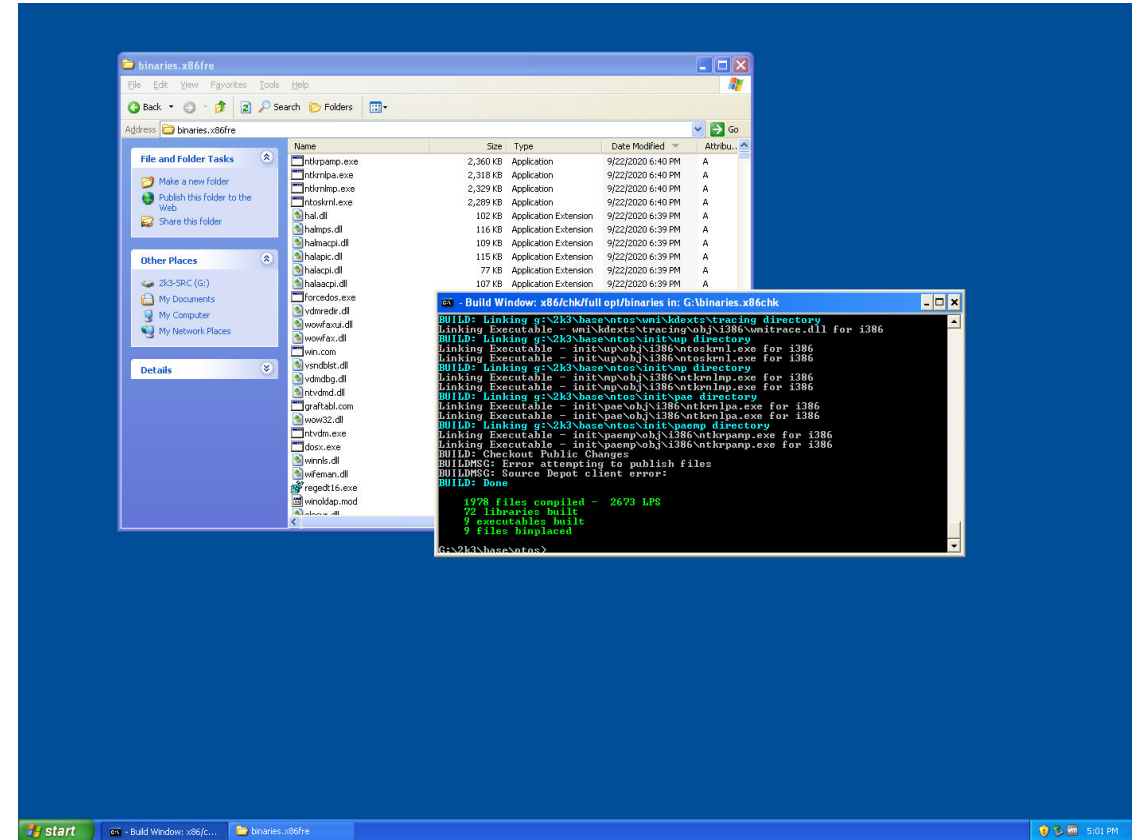 binaries.x86fre
File Edit View Favorites Tools Help
Back Search Folders
Address binaries.x86fre Go
Name Size Type Date Modified Attribu...
File and Folder Tasks
Make a new folder
Publish this folder to the
Web
Share this folder
Other Places
2k3-SRC (G:)
My Documents
My Computer
My Network Places
Details
ntkrpamp.exe 2,360 KB Application 9/22/2020 6:40 PM A
ntkrnlpa.exe 2,318 KB Application 9/22/2020 6:40 PM A
ntkrnlmp.exe 2,329 KB Application 9/22/2020 6:40 PM A
ntoskrnl.exe 2,289 KB Application 9/22/2020 6:40 PM A
hal.dll 102 KB Application Extension 9/22/2020 6:39 PM A
halmps.dll 116 KB Application Extension 9/22/2020 6:39 PM A
halmacpi.dll 109 KB Application Extension 9/22/2020 6:39 PM A
halapic.dll 115 KB Application Extension 9/22/2020 6:39 PM A
halacpi.dll 77 KB Application Extension 9/22/2020 6:39 PM A
halaacpi.dll 107 KB Application Extension 9/22/2020 6:39 PM A
forcedos.exe
vdmredir.dll
wowfaxui.dll
wowfax.dll
win.com
vsndblst.dll
vdmdbg.dll
ntvdmd.dll
graftabl.com
wow32.dll
ntvdm.exe
dosx.exe
winnls.dll
wifeman.dll
regedt16.exe
winoldap.mod
- Build Window: x86/chk/full opt/binaries in: G:\binaries.x86chk
BUILD: Linking g:\2k3\base\ntos\wmi\kdexts\tracing directory
Linking Executable - wmi\kdexts\tracing\obj\i386\wmitrace.dll for i386
BUILD: Linking g:\2k3\base\ntos\init\up directory
Linking Executable - init\up\obj\i386\ntoskrnl.exe for i386
Linking Executable - init\up\obj\i386\ntoskrnl.exe for i386
BUILD: Linking g:\2k3\base\ntos\init\mp directory
Linking Executable - init\mp\obj\i386\ntkrnlmp.exe for i386
Linking Executable - init\mp\obj\i386\ntkrnlmp.exe for i386
BUILD: Linking g:\2k3\base\ntos\init\pae directory
Linking Executable - init\pae\obj\i386\ntkrnlpa.exe for i386
Linking Executable - init\pae\obj\i386\ntkrnlpa.exe for i386
BUILD: Linking g:\2k3\base\ntos\init\paemp directory
Linking Executable - init\paemp\obj\i386\ntkrpamp.exe for i386
Linking Executable - init\paemp\obj\i386\ntkrpamp.exe for i386
BUILD: Checkout Public Changes
BUILDMSG: Error attempting to publish files
BUILDMSG: Source Depot client error:
BUILD: Done
1978 files compiled - 2673 LPS
72 libraries built
9 executables built
9 files binplaced
G:\2k3\base\ntos>
start
- Build Window: x86/c...
binaries.x86fre
5:01 PM